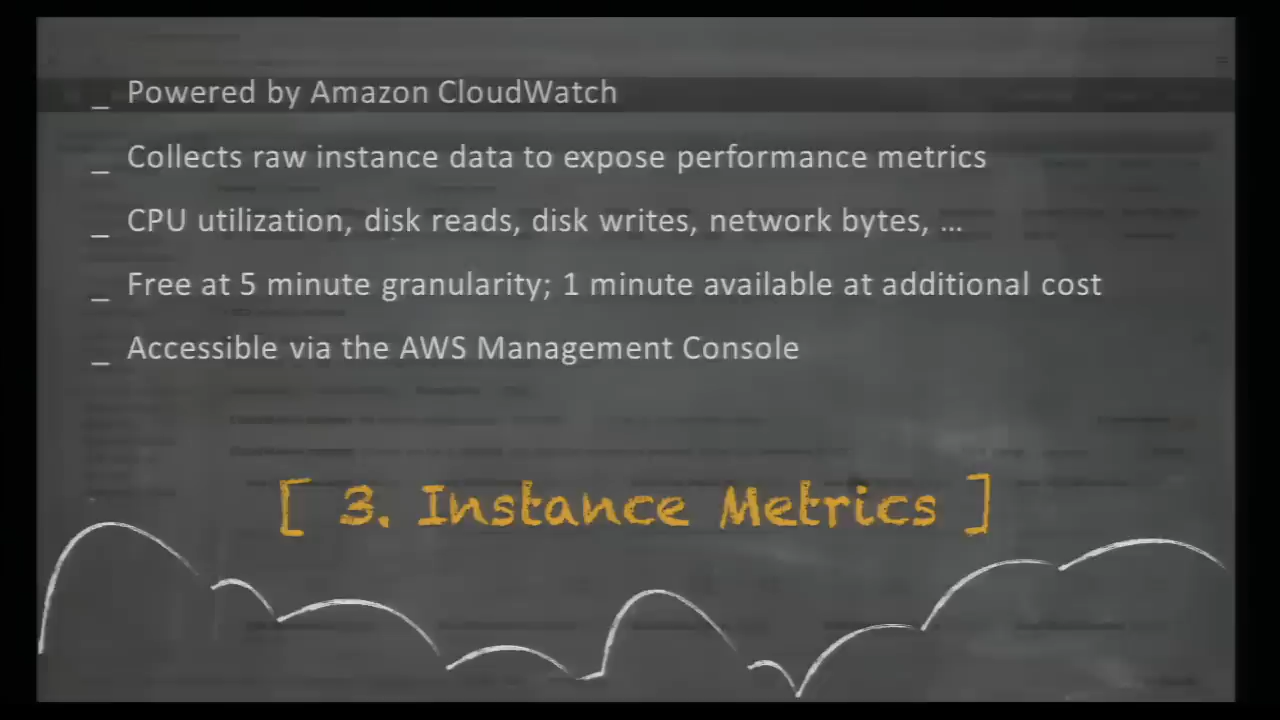 _ Powered by Amazon CloudWatch
_ Collects raw instance data to expose performance metrics
_ CPU utilization, disk reads, disk writes, network bytes, ...
_ Free at 5 minute granularity; 1 minute available at additional cost
_ Accessible via the AWS Management Console
[ 3. Instance Metrics ]